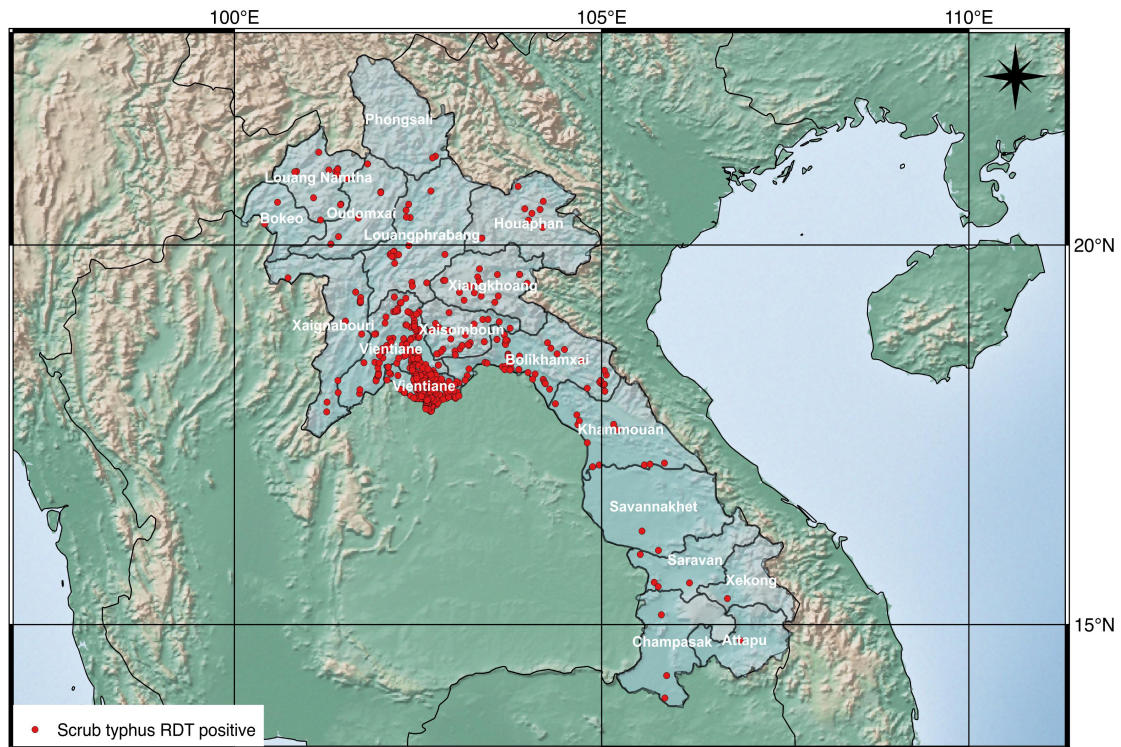 100°E 105°E 110°E
Phongsali
Louang Namtha
Bokeo Oudomxai
Houaphan
Louangphrabang
20°N
Xiangkhoang
Xaignabouri Xaisomboun
Vientiane
Bolikhamxai
Vientiane
Khammouan
Savannakhet
Saravan
Xekong
15°N
Champasak Attapu
Scrub typhus RDT positive